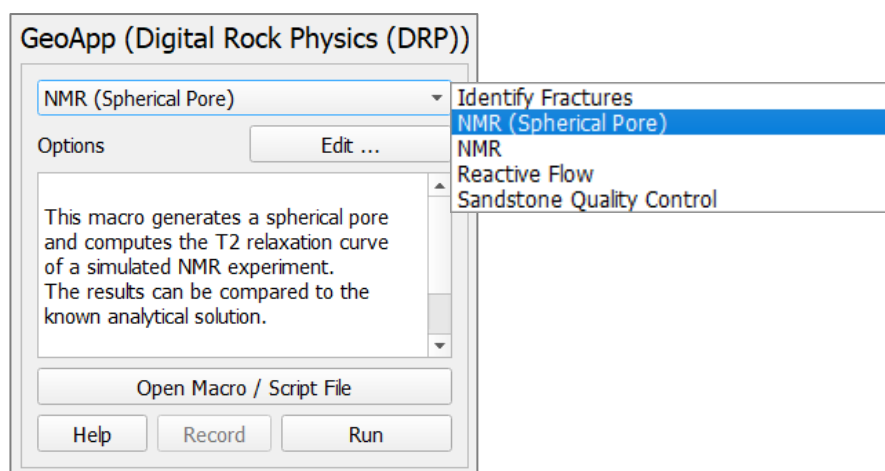 GeoApp (Digital Rock Physics (DRP))
NMR (Spherical Pore)
Identify Fractures
NMR (Spherical Pore)
NMR
Reactive Flow
Sandstone Quality Control
Options
Edit ...
This macro generates a spherical pore
and computes the T2 relaxation curve
of a simulated NMR experiment.
The results can be compared to the
known analytical solution.
Open Macro / Script File
Help
Record
Run